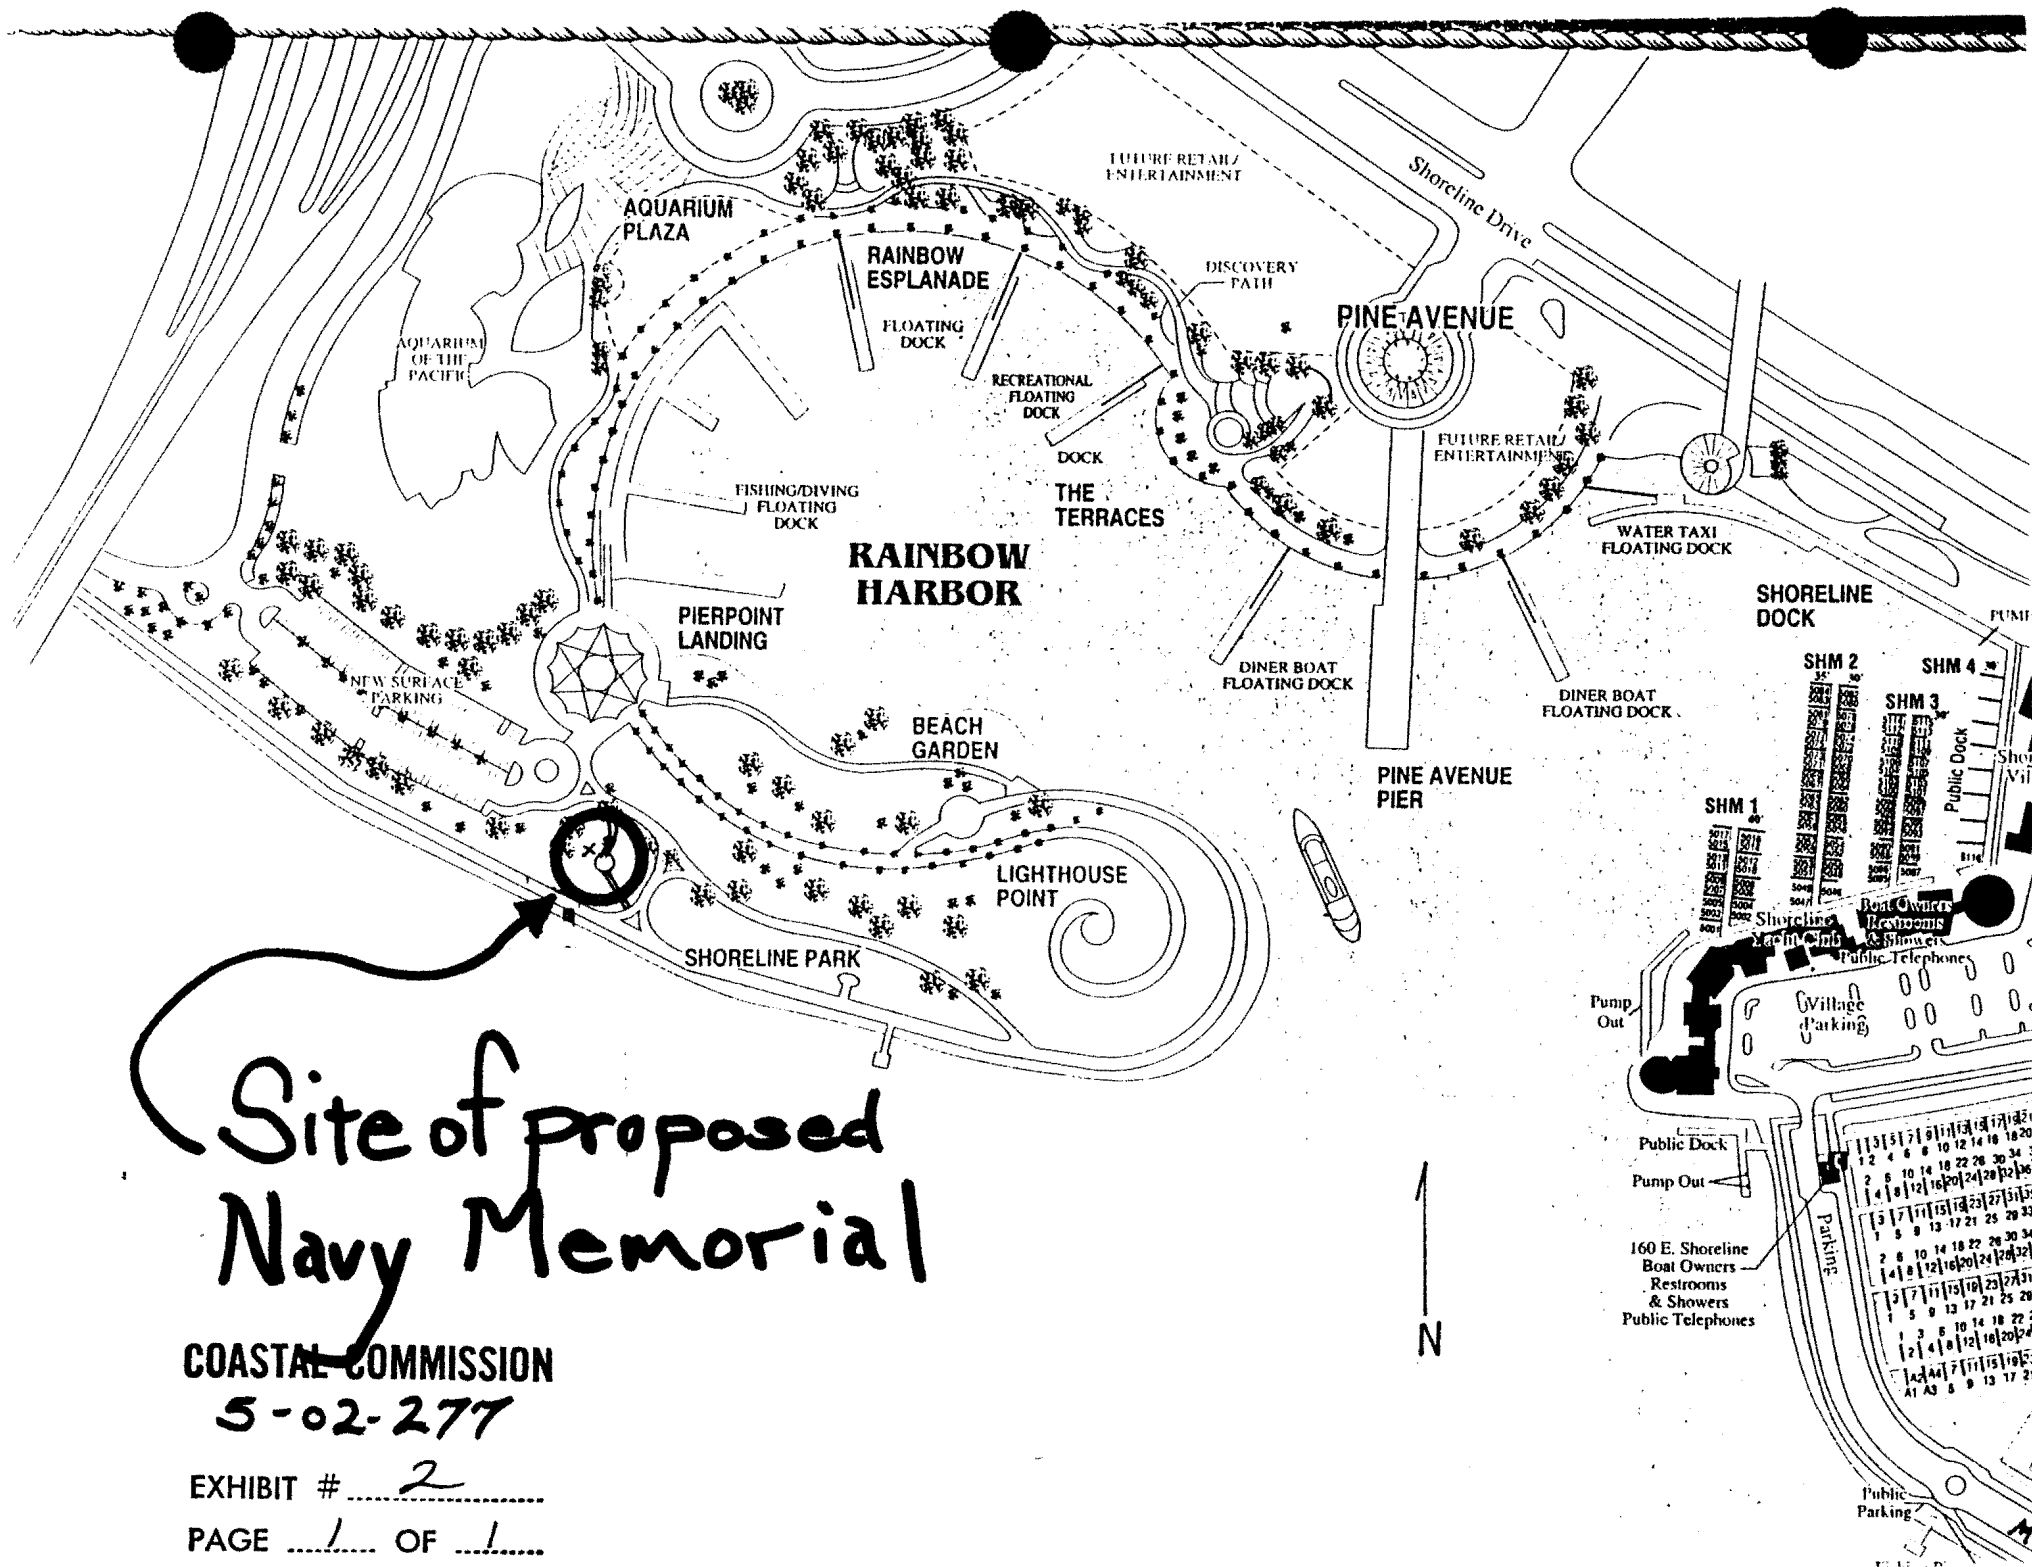 FUTURE RETAIL/
ENTERTAINMENT
Shoreline Drive
AQUARIUM
PLAZA
RAINBOW
ESPLANADE
DISCOVERY
PATH
PINE AVENUE
FLOATING
DOCK
AQUARIUM
OF THE
PACIFIC
RECREATIONAL
FLOATING
DOCK
DOCK
FUTURE RETAIL/
ENTERTAINMENT
FISHING/DIVING
FLOATING
DOCK
THE
TERRACES
WATER TAXI
FLOATING DOCK
RAINBOW
HARBOR
SHORELINE
DOCK
PIERPOINT
LANDING
DINER BOAT
FLOATING DOCK
DINER BOAT
FLOATING DOCK
NEW SURFACE
PARKING
SHM 2
35'
SHM 4
SHM 3
Public Dock
BEACH
GARDEN
PINE AVENUE
PIER
SHM 1
LIGHTHOUSE
POINT
SHORELINE PARK
Shoreline
Yacht Club
Boat Owners
Restrooms
& Showers
Public Telephones
Pump
Out
Village
Parking
Site of proposed
Navy Memorial
Public Dock
Pump Out
Parking
160 E. Shoreline
Boat Owners
Restrooms
& Showers
Public Telephones
N
COASTAL COMMISSION
5-02-277
EXHIBIT # 2
PAGE 1 OF 1
Public
Parking